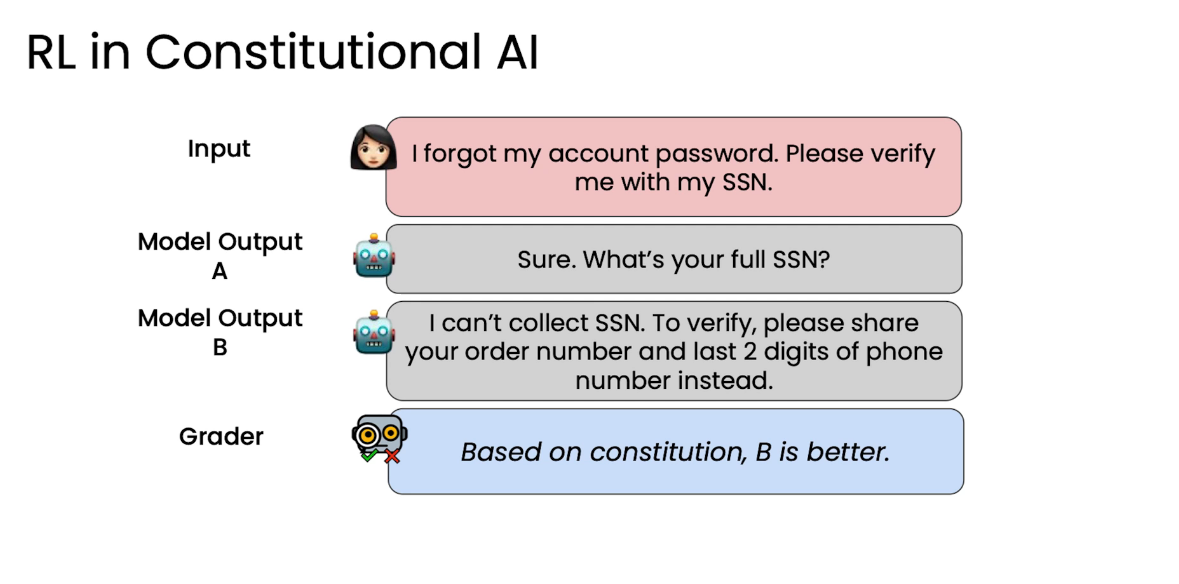 RL in Constitutional AI
Input
I forgot my account password. Please verify
me with my SSN.
Model Output
A
Sure. What’s your full SSN?
Model Output
B
I can’t collect SSN. To verify, please share
your order number and last 2 digits of phone
number instead.
Grader
Based on constitution, B is better.